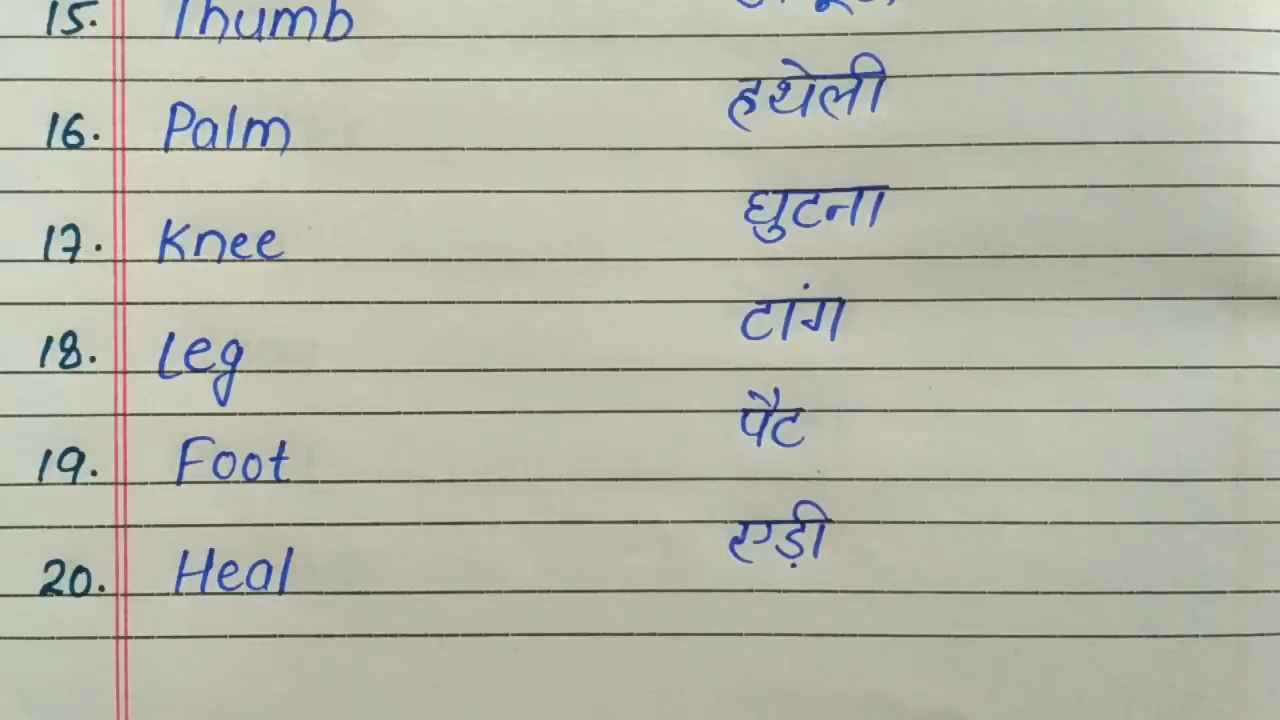 15. Thumb
16. Palm हथेली
17. Knee घुटना
18. Leg टांग
19. Foot पैट
20. Heal एड़ी